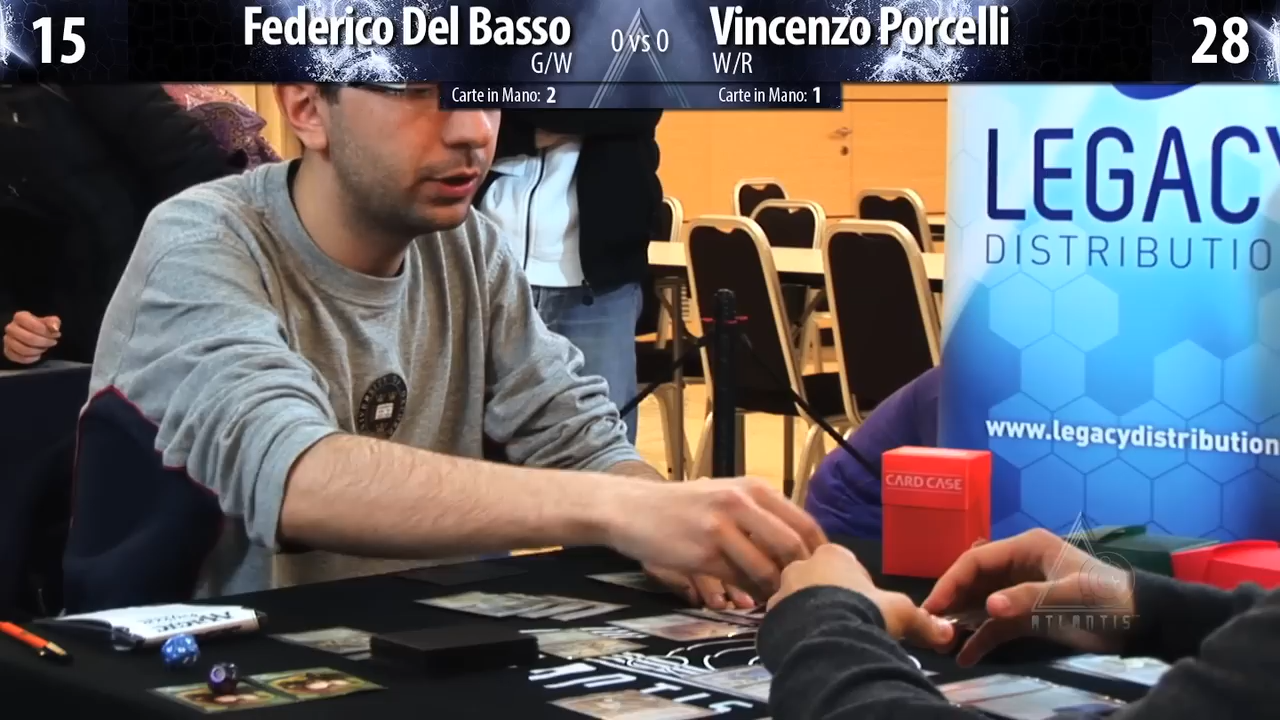 15
Federico Del Basso
G/W
0 vs 0
Vincenzo Porcelli
W/R
28
Carte in Mano: 2
Carte in Mano: 1
LEGACY
DISTRIBUTIO
www.legacydistribution
CARD CASE
ATLANTIS